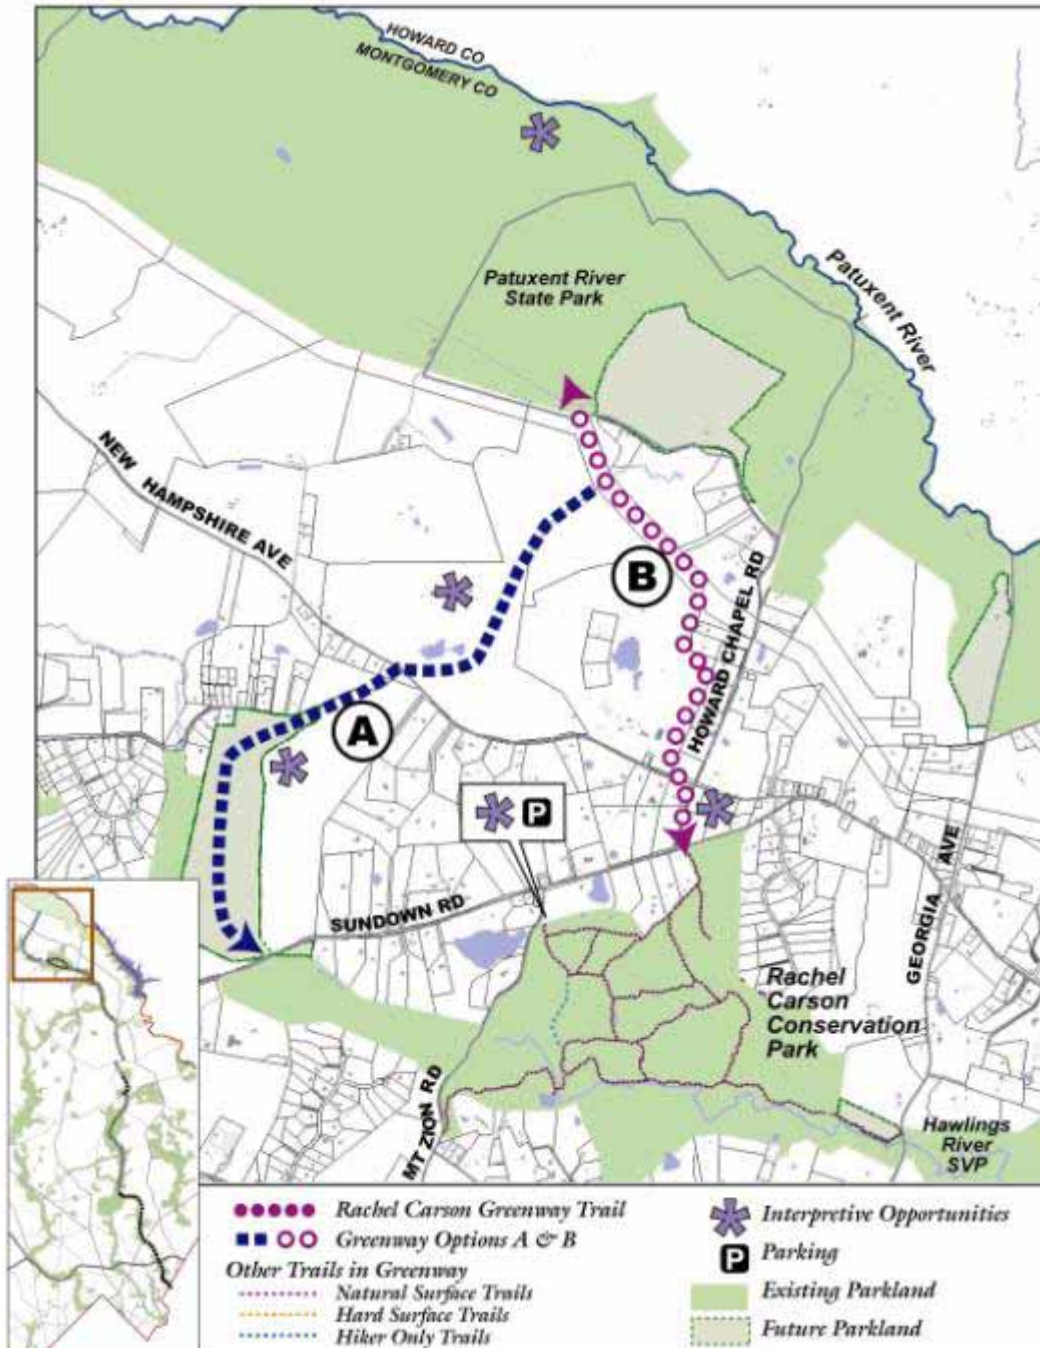 HOWARD CO
MONTGOMERY CO
Patuxent River
State Park
Patuxent River
NEW HAMPSHIRE AVE
B
HOWARD CHAPEL RD
A
P
SUNDOWN RD
GEORGIA AVE
Rachel
Carson
Conservation
Park
MT ZION RD
Hawlings
River
SVP
Rachel Carson Greenway Trail
Greenway Options A & B
Other Trails in Greenway
Natural Surface Trails
Hard Surface Trails
Hiker Only Trails
Interpretive Opportunities
P Parking
Existing Parkland
Future Parkland